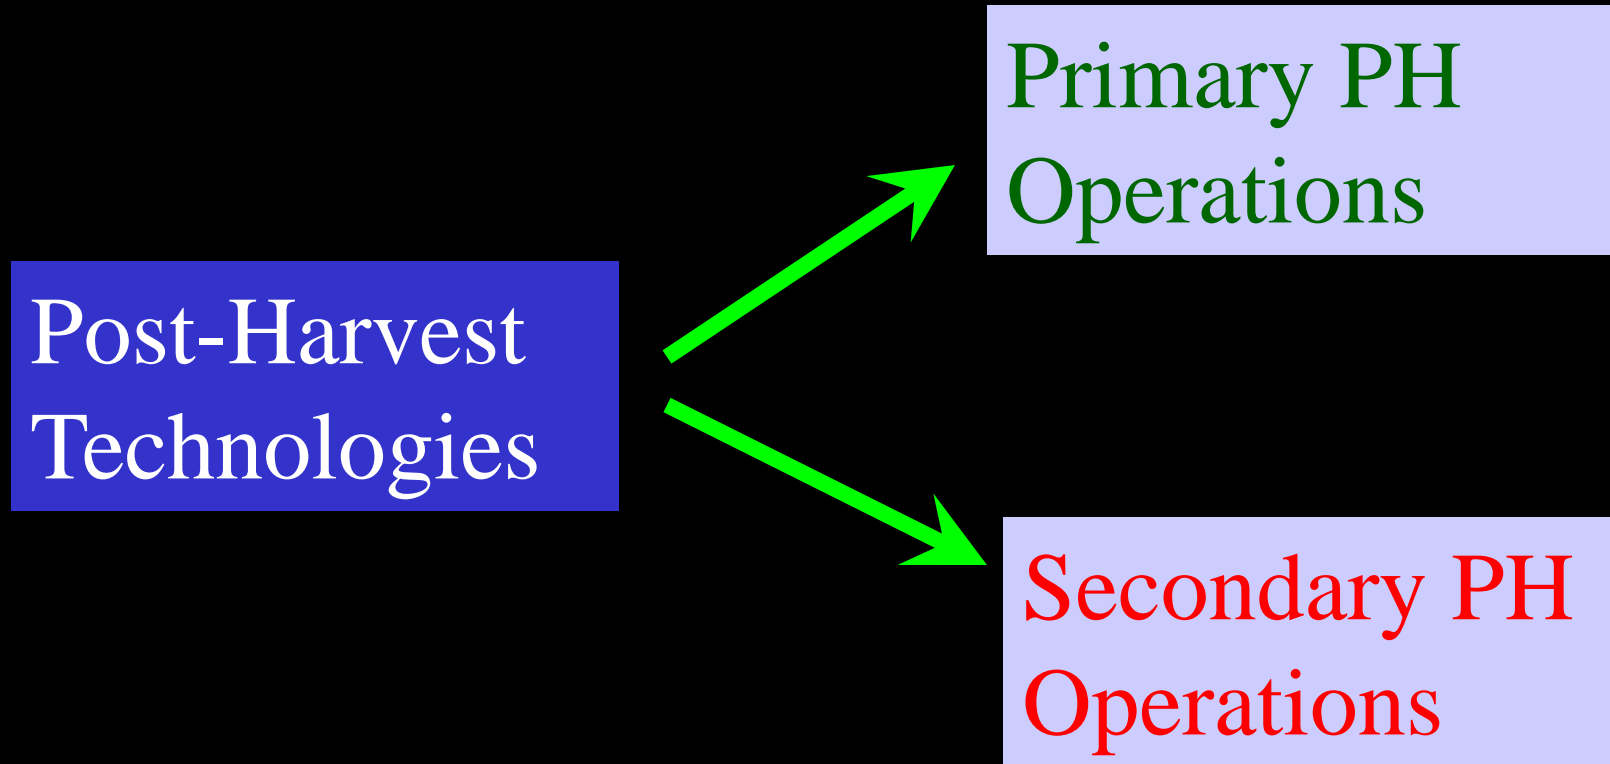 Primary PH
Operations
Post-Harvest
Technologies
Secondary PH
Operations